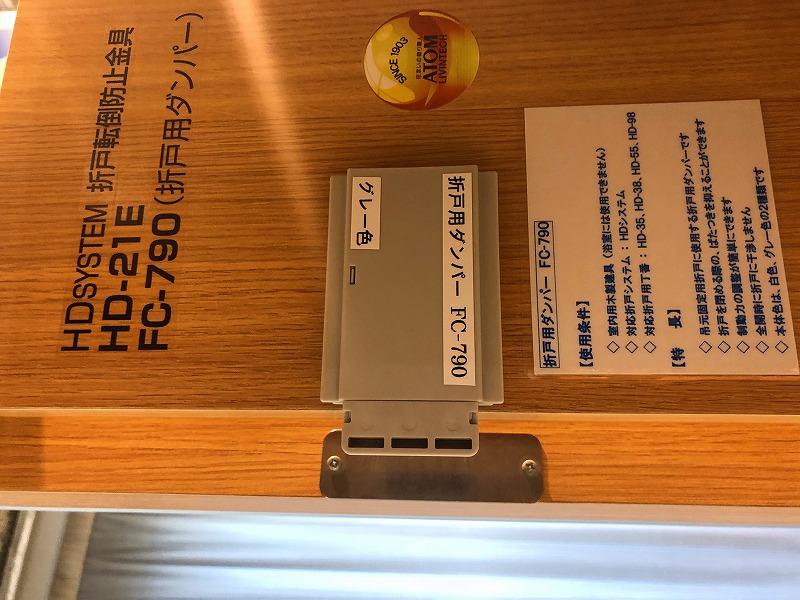 HDSYSTEM 折戸転倒防止金具
HD-21E
FC-790(折戸用ダンパー)
SINCE 1903
住まいの飾り職人
ATOM
LIVINTECH
グレー色
折戸用ダンパー FC-790
折戸用ダンパー FC-790
【使用条件】
◇ 室内用木製建具(浴室には使用できません)
◇ 対応折戸システム:HDシステム
◇ 対応折戸用丁番:HD-35、HD-38、HD-55、HD-98
【特 長】
◇ 吊元固定用折戸に使用する折戸用ダンパーです
◇ 折戸を閉める際の、ばたつきを抑えることができます
◇ 制動力の調整が簡単にできます
◇ 全開時に折戸に干渉しません
◇ 本体色は、白色、グレー色の2種類です